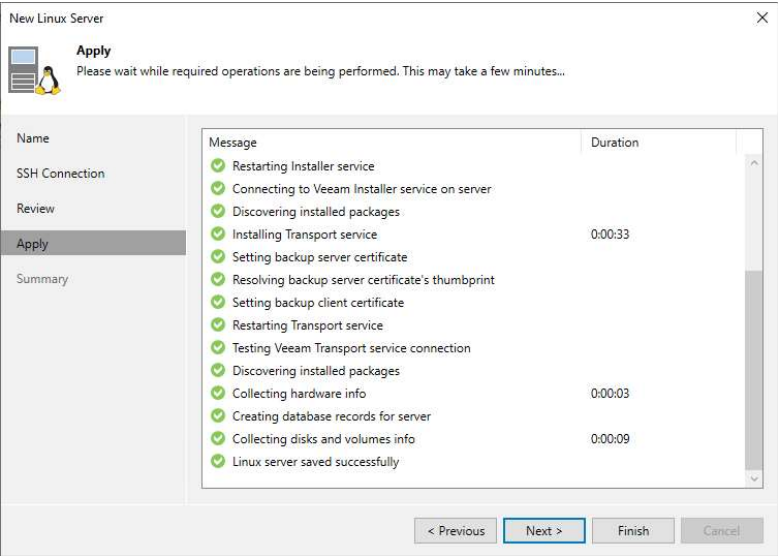 New Linux Server
Apply
Please wait while required operations are being performed. This may take a few minutes...
Name
SSH Connection
Review
Apply
Summary
Message Duration
Restarting Installer service
Connecting to Veeam Installer service on server
Discovering installed packages
Installing Transport service 0:00:33
Setting backup server certificate
Resolving backup server certificate's thumbprint
Setting backup client certificate
Restarting Transport service
Testing Veeam Transport service connection
Discovering installed packages
Collecting hardware info 0:00:03
Creating database records for server
Collecting disks and volumes info 0:00:09
Linux server saved successfully
< Previous Next > Finish Cancel